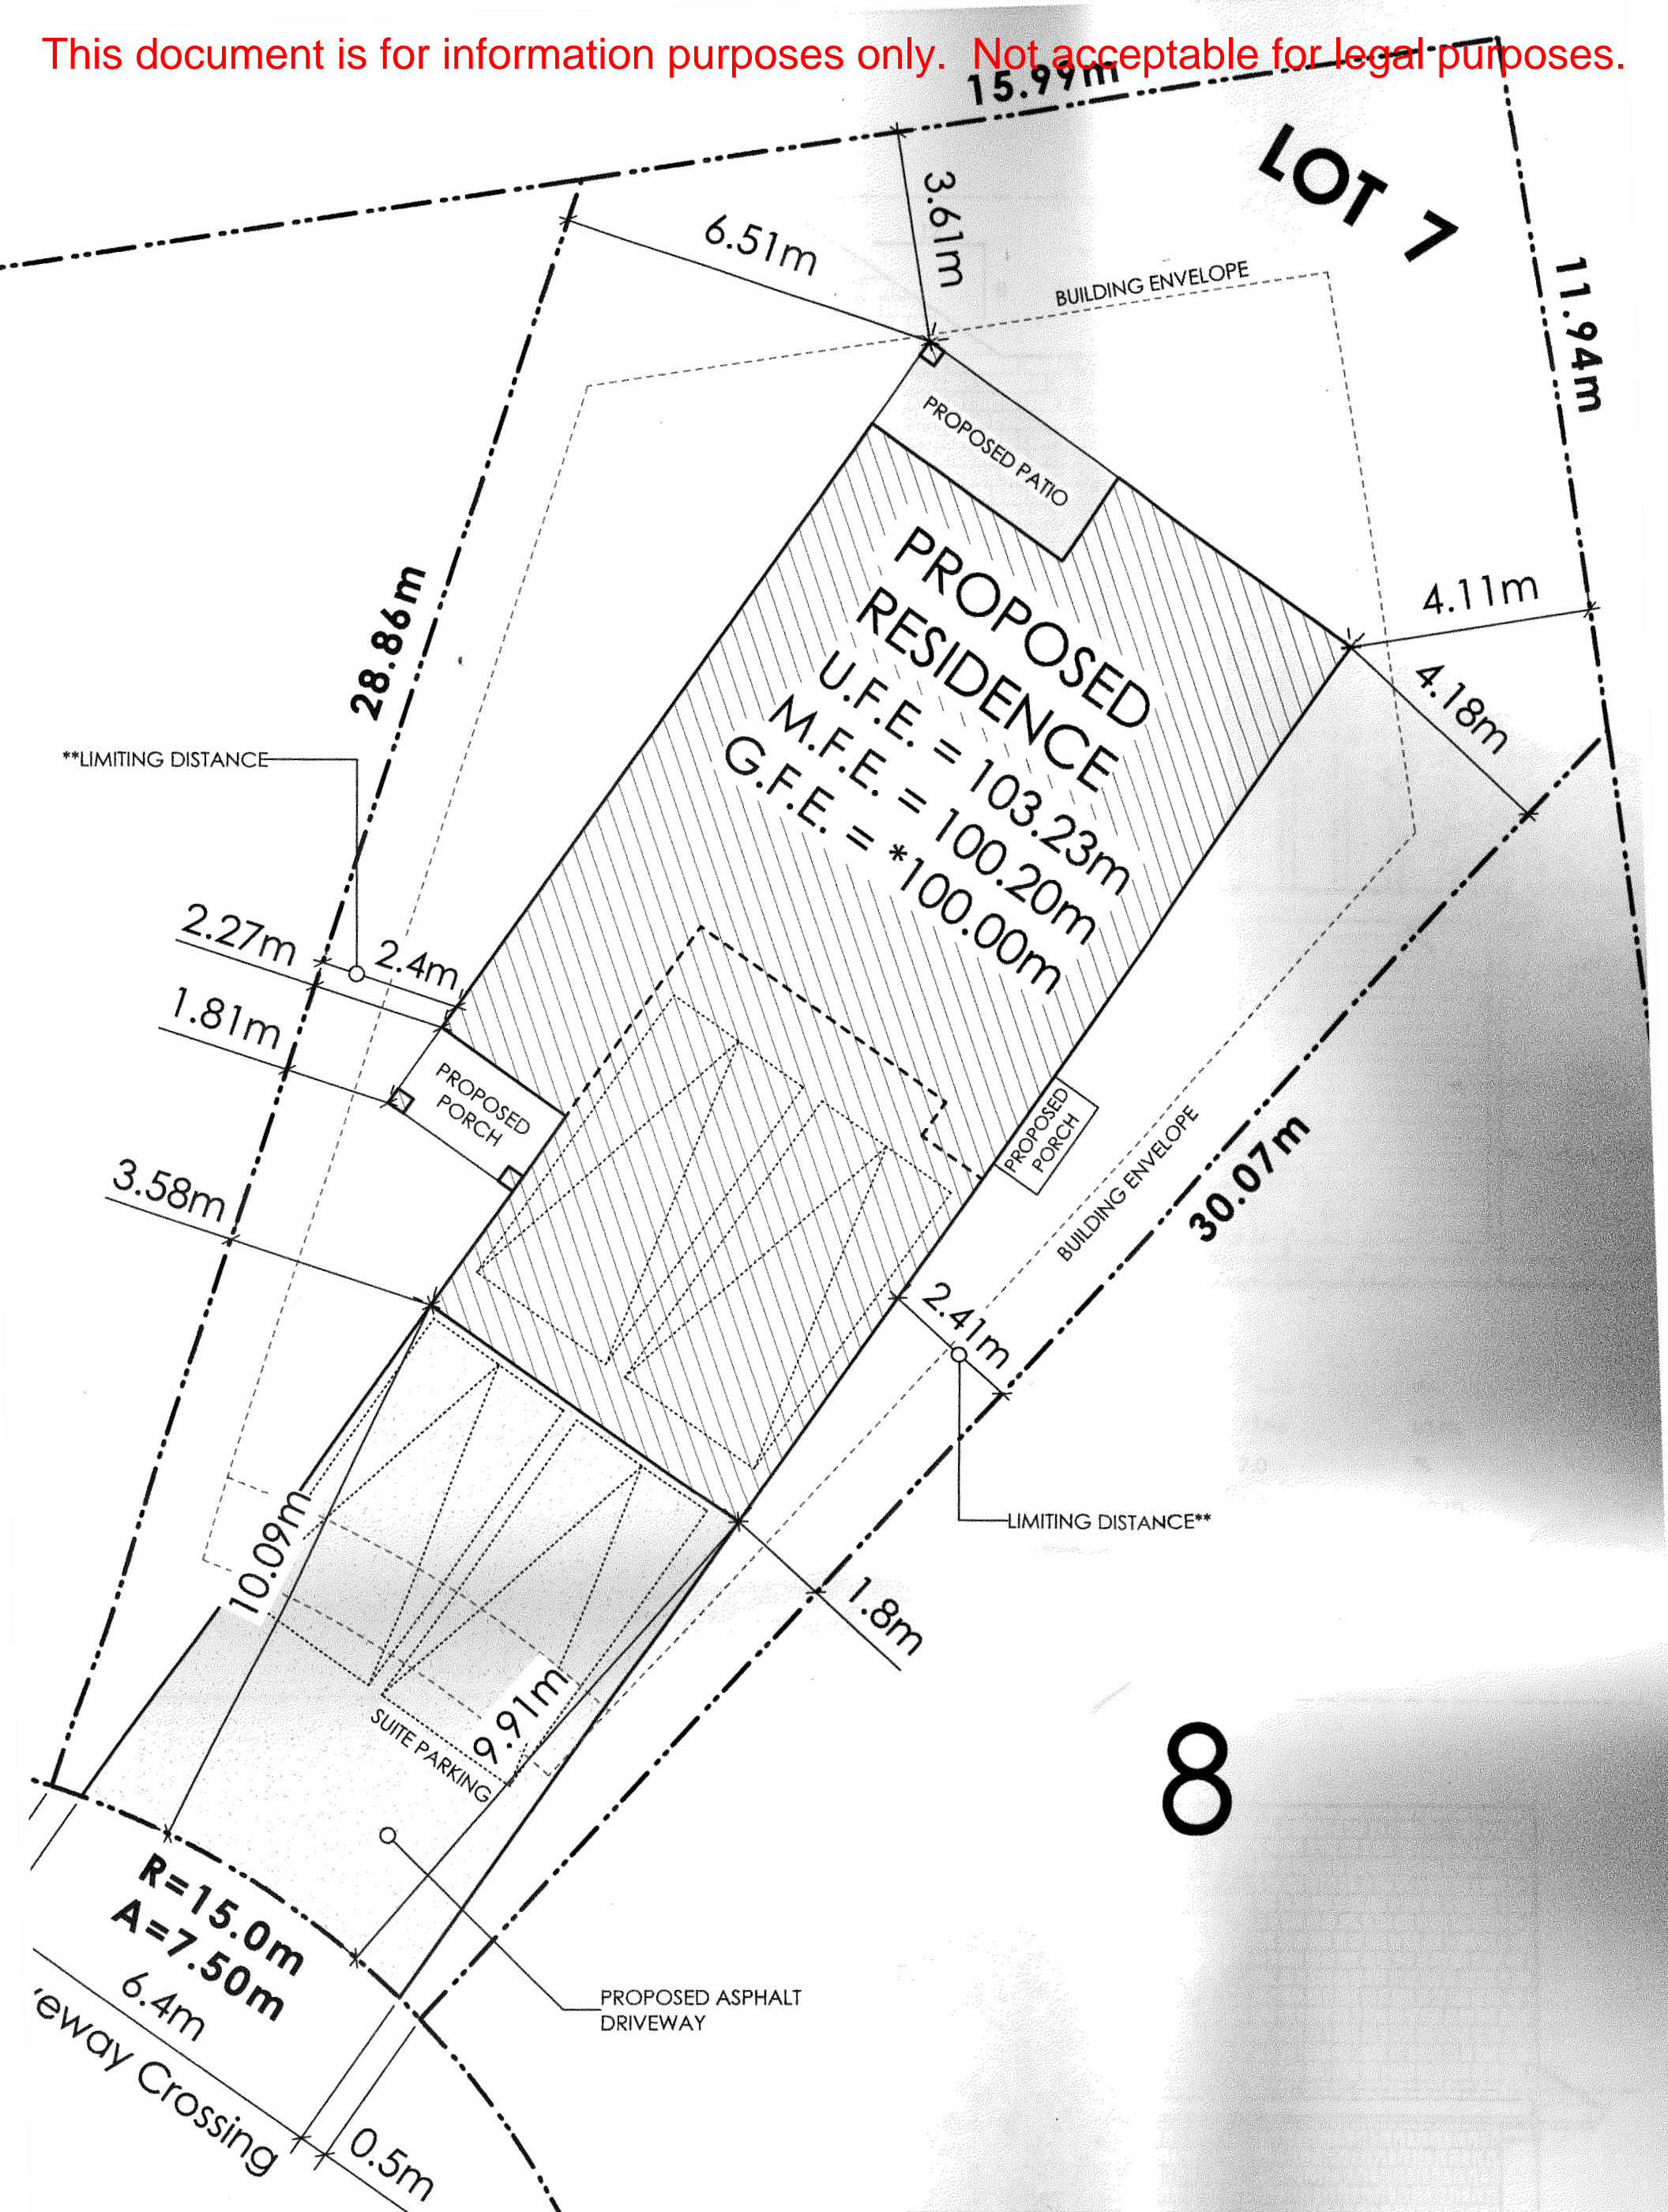 This document is for information purposes only. Not acceptable for legal purposes.
15.99m
LOT 7
3.61m
6.51m
BUILDING ENVELOPE
11.94m
PROPOSED PATIO
4.11m
28.86m
PROPOSED
RESIDENCE
U.F.E. = 103.23m
M.F.E. = 100.20m
G.F.E. = *100.00m
4.18m
**LIMITING DISTANCE
2.27m
2.4m
1.81m
PROPOSED
PORCH
PROPOSED
PORCH
BUILDING ENVELOPE
30.07m
3.58m
2.41m
LIMITING DISTANCE**
10.09m
1.8m
9.91m
SUITE PARKING
8
R=15.0m
A=7.50m
6.4m
eway Crossing
PROPOSED ASPHALT
DRIVEWAY
0.5m